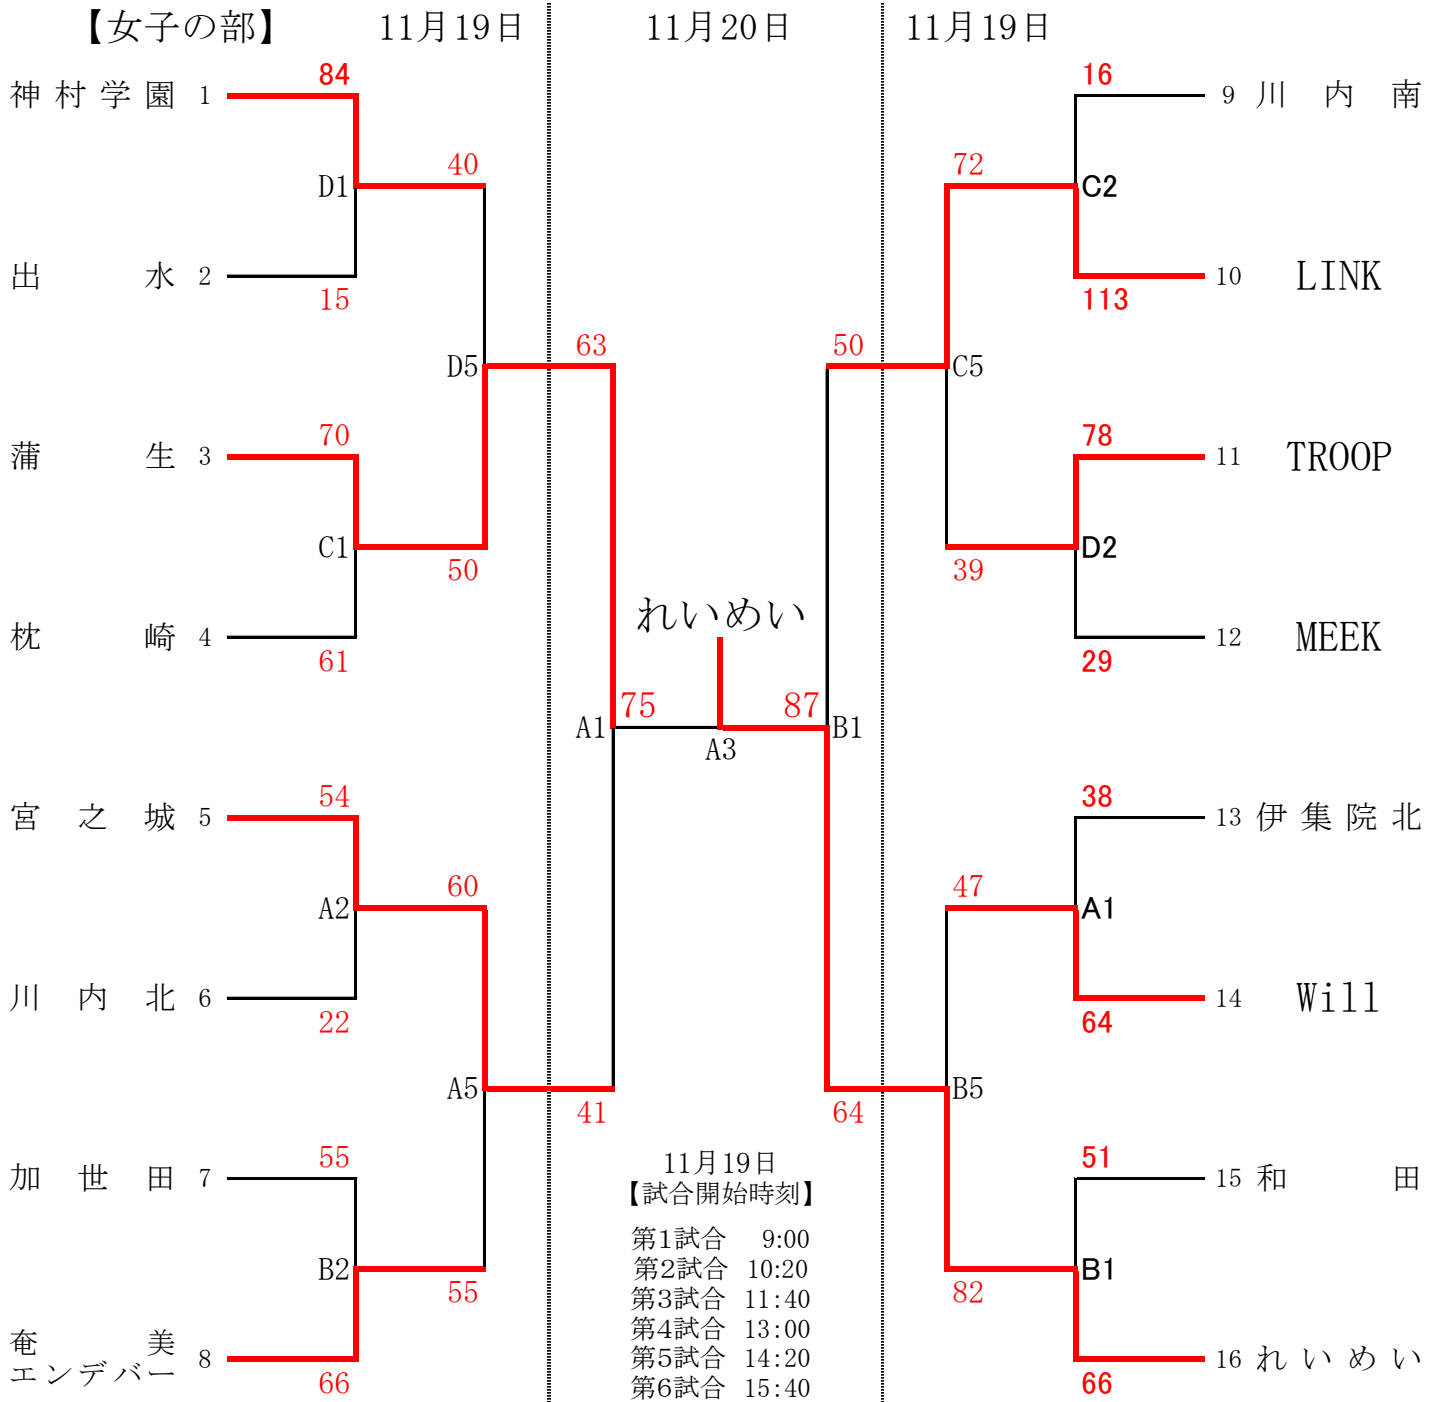 【女子の部】 11月19日 11月20日 11月19日
84
神村学園 1
D1
40
出水 2
15
D5
63
70
蒲生 3
C1
50
枕崎 4
61
れいめい
A1
75
A3
87
B1
54
宮之城 5
A2
60
川内北 6
22
A5
41
55
加世田 7
B2
55
奄美
エンデバー 8
66
16
9 川内南
72
C2
10 LINK
113
50
C5
78
11 TROOP
D2
39
12 MEEK
29
38
13 伊集院北
47
A1
14 Will
64
64
B5
51
15 和田
B1
82
16 れいめい
66
11月19日
【試合開始時刻】
第1試合 9:00
第2試合 10:20
第3試合 11:40
第4試合 13:00
第5試合 14:20
第6試合 15:40